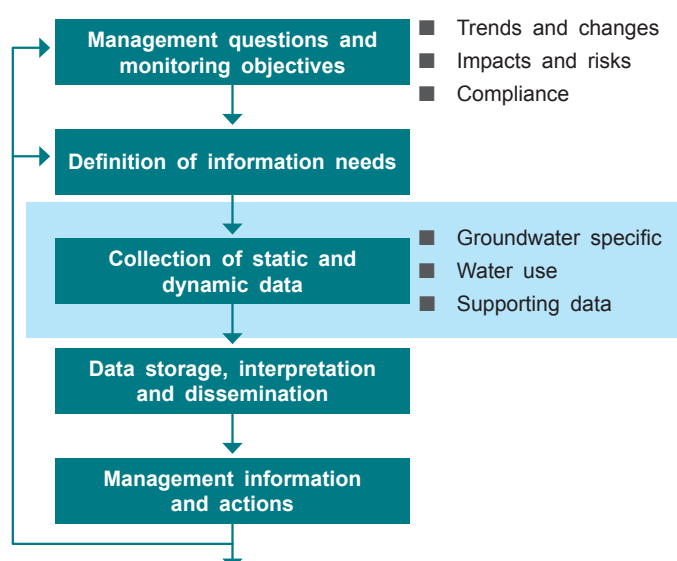 Management questions and
monitoring objectives
■ Trends and changes
■ Impacts and risks
■ Compliance
Definition of information needs
Collection of static and
dynamic data
■ Groundwater specific
■ Water use
■ Supporting data
Data storage, interpretation
and dissemination
Management information
and actions